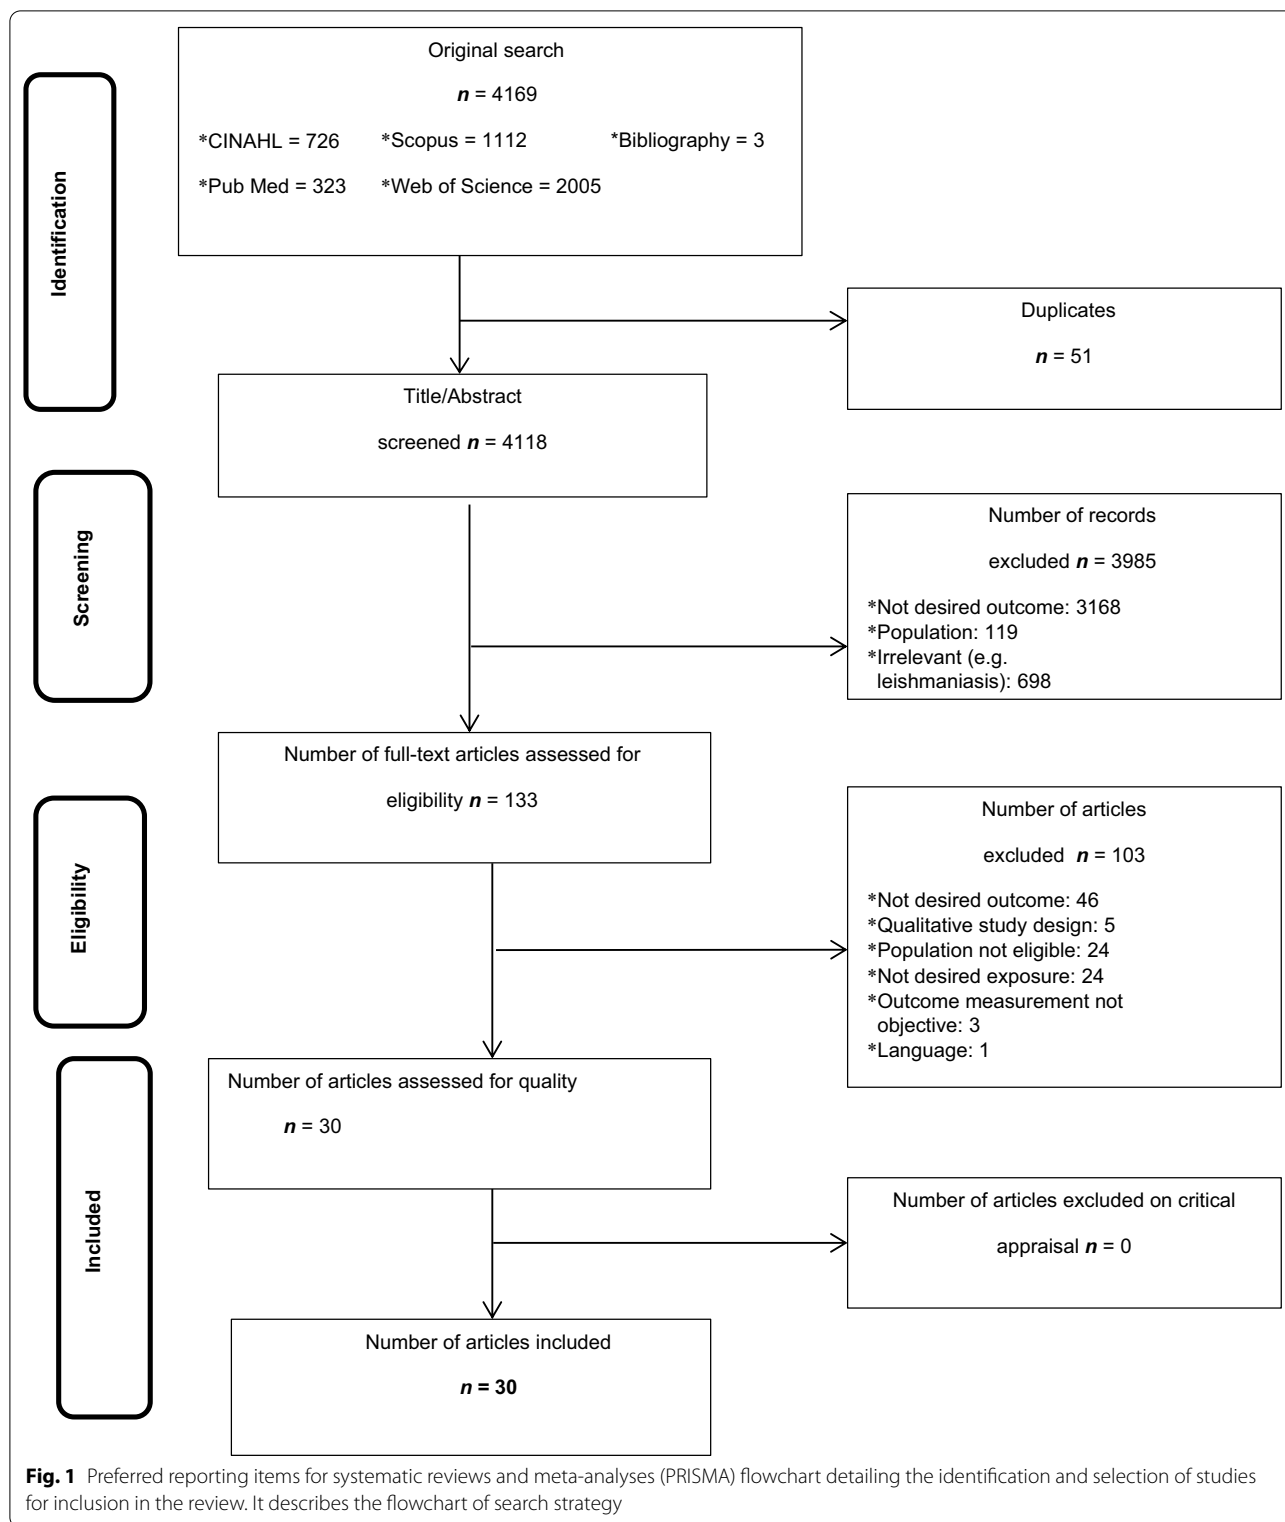 Identification
Original search
n = 4169
*CINAHL = 726 *Scopus = 1112 *Bibliography = 3
*Pub Med = 323 *Web of Science = 2005
Duplicates
n = 51
Title/Abstract
screened n = 4118
Screening
Number of records
excluded n = 3985
*Not desired outcome: 3168
*Population: 119
*Irrelevant (e.g.
leishmaniasis): 698
Number of full-text articles assessed for
eligibility n = 133
Eligibility
Number of articles
excluded n = 103
*Not desired outcome: 46
*Qualitative study design: 5
*Population not eligible: 24
*Not desired exposure: 24
*Outcome measurement not
objective: 3
*Language: 1
Included
Number of articles assessed for quality
n = 30
Number of articles excluded on critical
appraisal n = 0
Number of articles included
n = 30
Fig. 1 Preferred reporting items for systematic reviews and meta-analyses (PRISMA) flowchart detailing the identification and selection of studies
for inclusion in the review. It describes the flowchart of search strategy